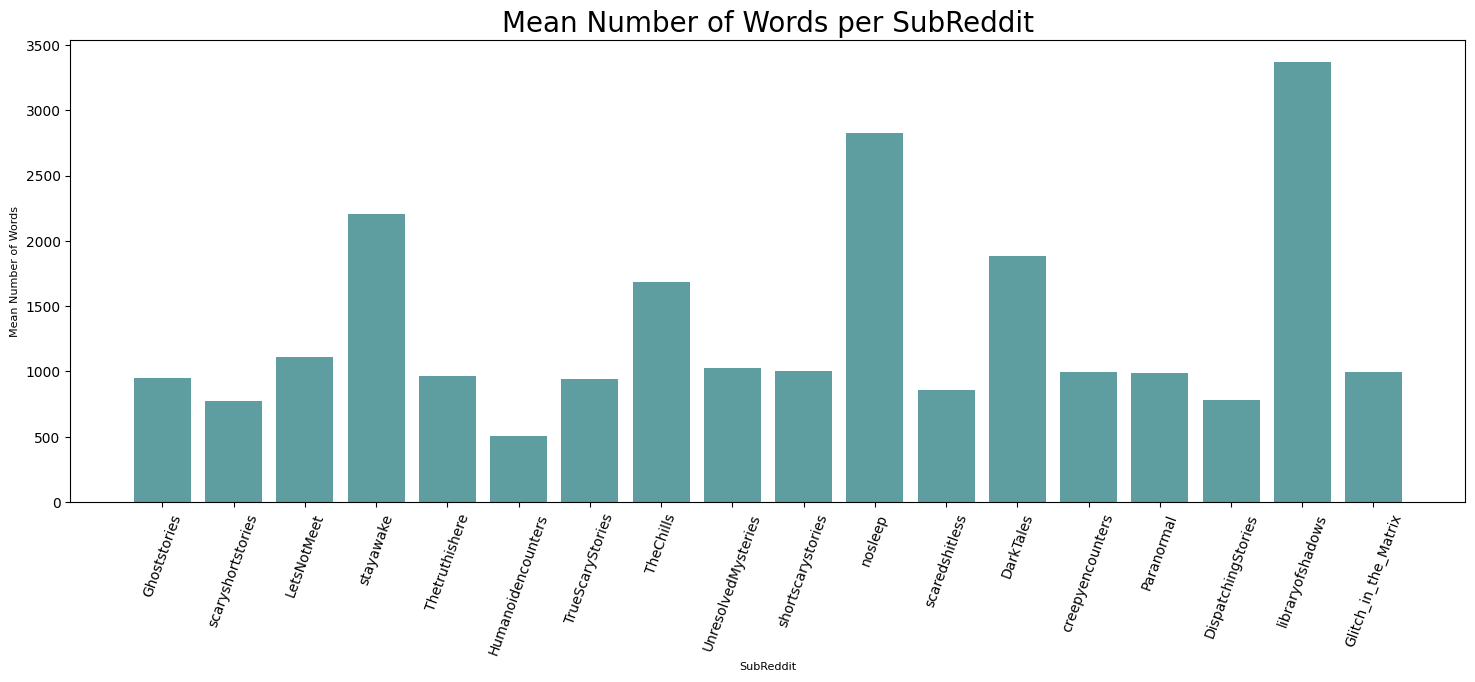 Mean Number of Words per SubReddit
Mean Number of Words
3500
3000
2500
2000
1500
1000
500
0
Ghoststories
scaryshortstories
LetsNotMeet
stayawake
Thetruthishere
Humanoidencounters
TrueScaryStories
TheChills
UnresolvedMysteries
shortscarystories
nosleep
scaredshitless
DarkTales
creepyencounters
Paranormal
DispatchingStories
libraryofshadows
Glitch_in_the_Matrix
SubReddit